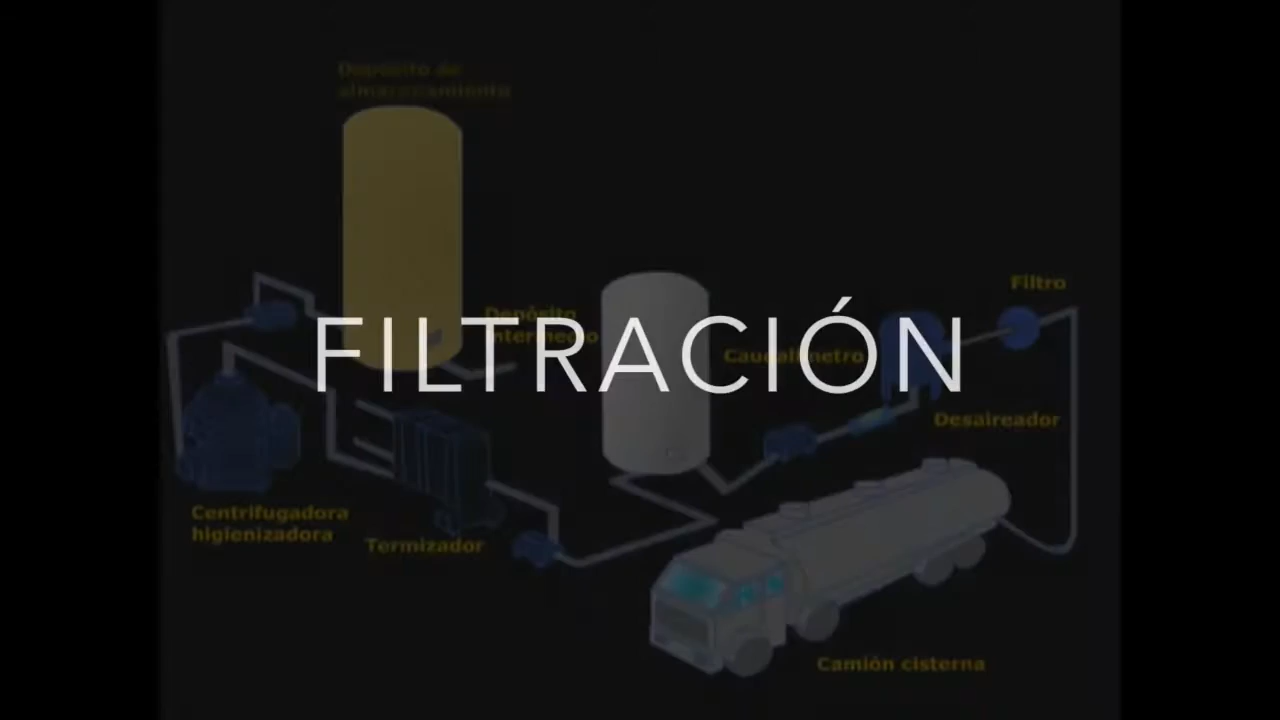 Depósito de
almacenamiento
Filtro
Depósito
intermedio
FILTRACIÓN
Caudalímetro
Desaireador
Centrifugadora
higienizadora
Termizador
Camión cisterna